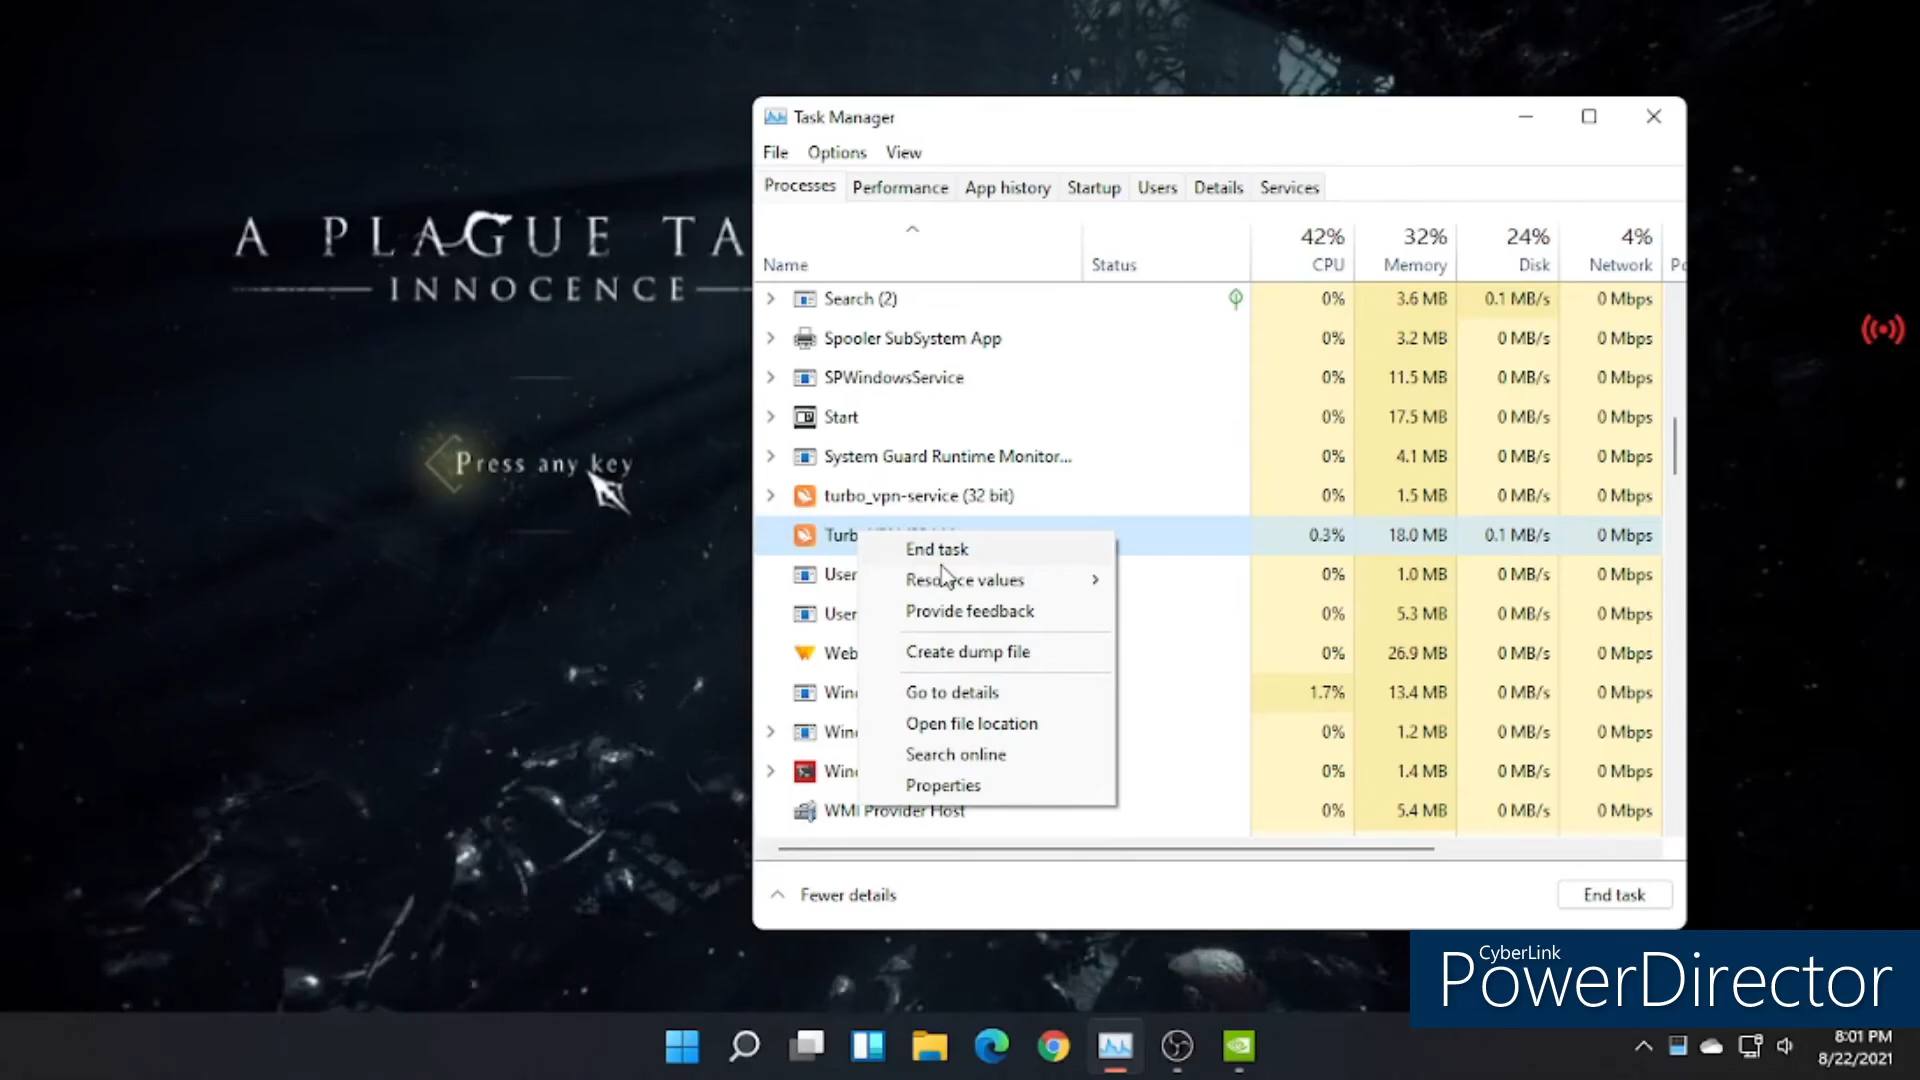 A PLAGUE TA
INNOCENCE
Press any key
Task Manager
File Options View
Processes Performance App history Startup Users Details Services
42% 32% 24% 4%
Name Status CPU Memory Disk Network Po
Search (2) 0% 3.6 MB 0.1 MB/s 0 Mbps
Spooler SubSystem App 0% 3.2 MB 0 MB/s 0 Mbps
SPWindowsService 0% 11.5 MB 0 MB/s 0 Mbps
Start 0% 17.5 MB 0 MB/s 0 Mbps
System Guard Runtime Monitor... 0% 4.1 MB 0 MB/s 0 Mbps
turbo_vpn-service (32 bit) 0% 1.5 MB 0 MB/s 0 Mbps
Turb 0.3% 18.0 MB 0.1 MB/s 0 Mbps
User 0% 1.0 MB 0 MB/s 0 Mbps
User 0% 5.3 MB 0 MB/s 0 Mbps
Web 0% 26.9 MB 0 MB/s 0 Mbps
Wind 1.7% 13.4 MB 0 MB/s 0 Mbps
Wind 0% 1.2 MB 0 MB/s 0 Mbps
Wind 0% 1.4 MB 0 MB/s 0 Mbps
WMI Provider Host 0% 5.4 MB 0 MB/s 0 Mbps
End task
Resource values
Provide feedback
Create dump file
Go to details
Open file location
Search online
Properties
Fewer details
End task
CyberLink
PowerDirector
8:01 PM
8/22/2021